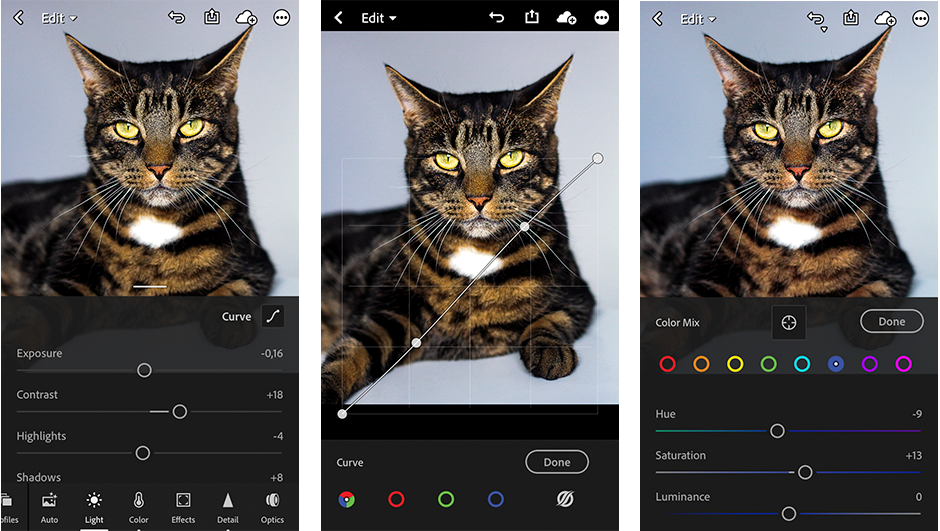 Edit
Curve
Exposure -0,16
Contrast +18
Highlights -4
Shadows +8
ofiles Auto Light Color Effects Detail Optics
Edit
Curve Done
Edit
Color Mix Done
Hue -9
Saturation +13
Luminance 0